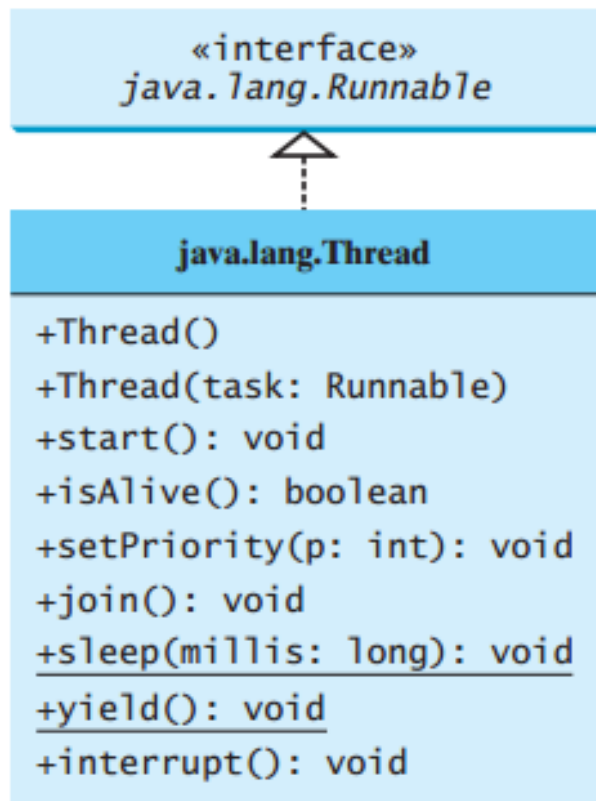 «interface»
java.lang.Runnable
java.lang.Thread
+Thread()
+Thread(task: Runnable)
+start(): void
+isAlive(): boolean
+setPriority(p: int): void
+join(): void
+sleep(millis: long): void
+yield(): void
+interrupt(): void